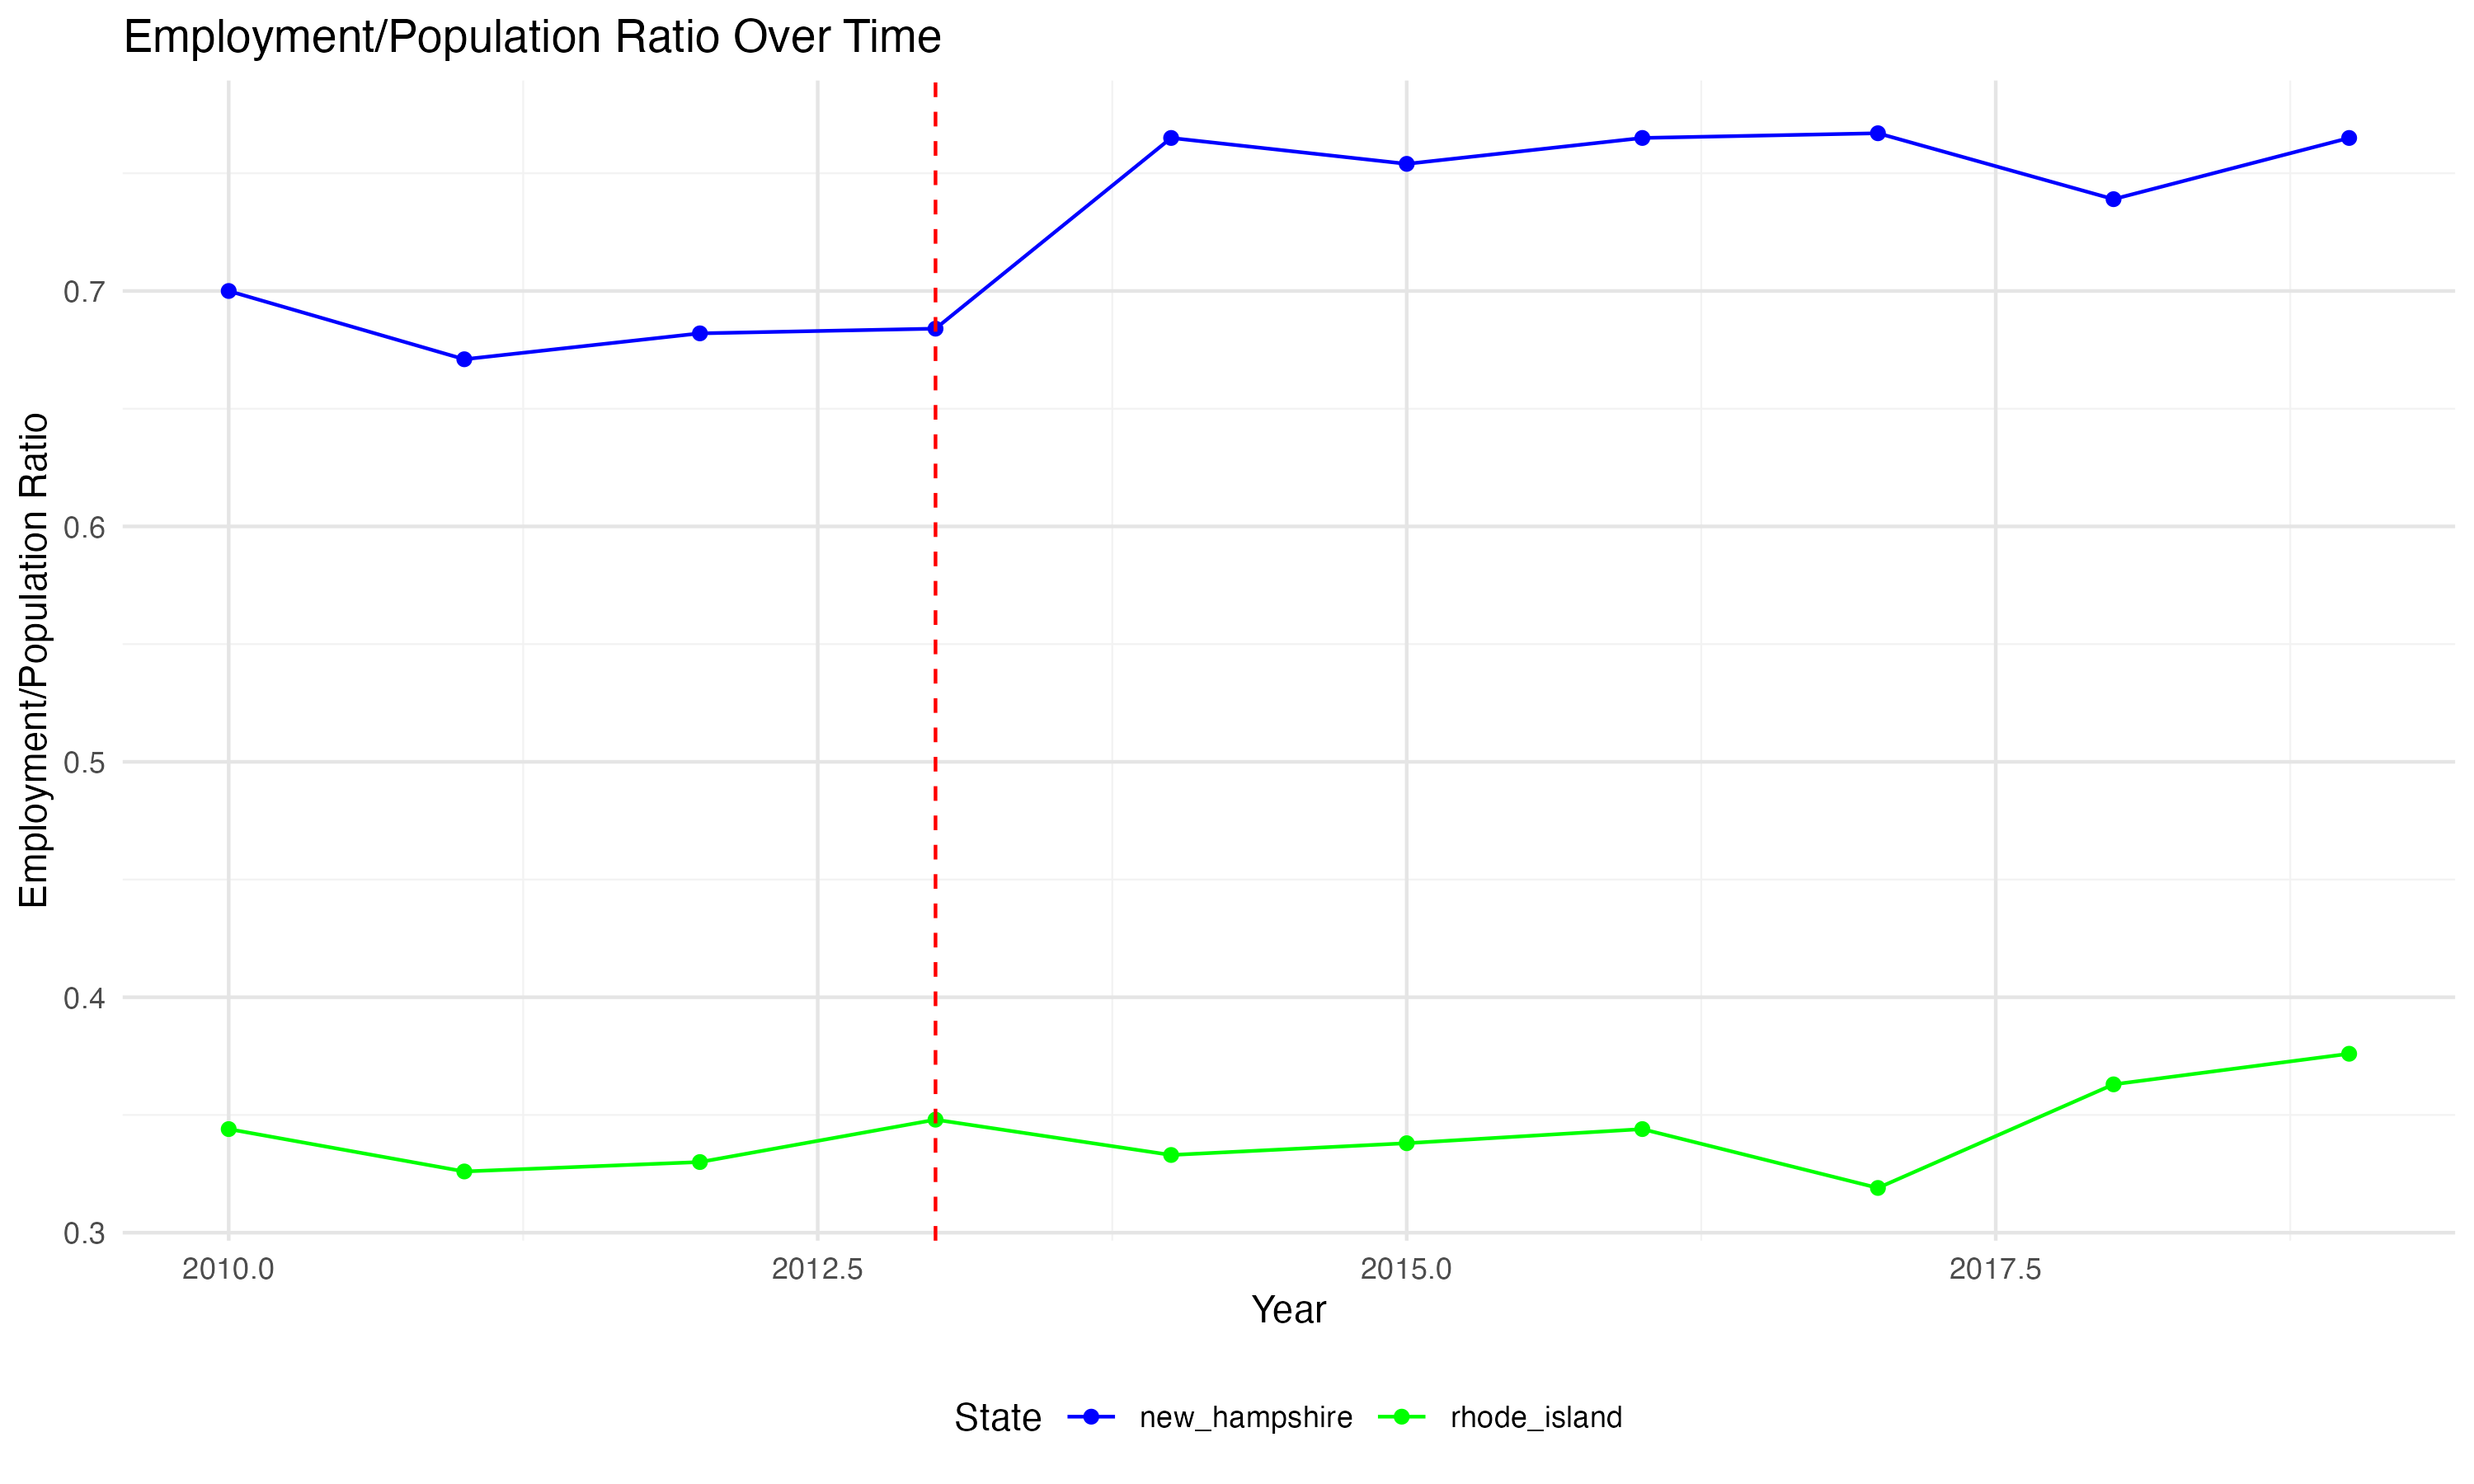 Employment/Population Ratio Over Time
Employment/Population Ratio
0.7
0.6
0.5
0.4
0.3
2010.0 2012.5 2015.0 2017.5
Year
State new_hampshire rhode_island